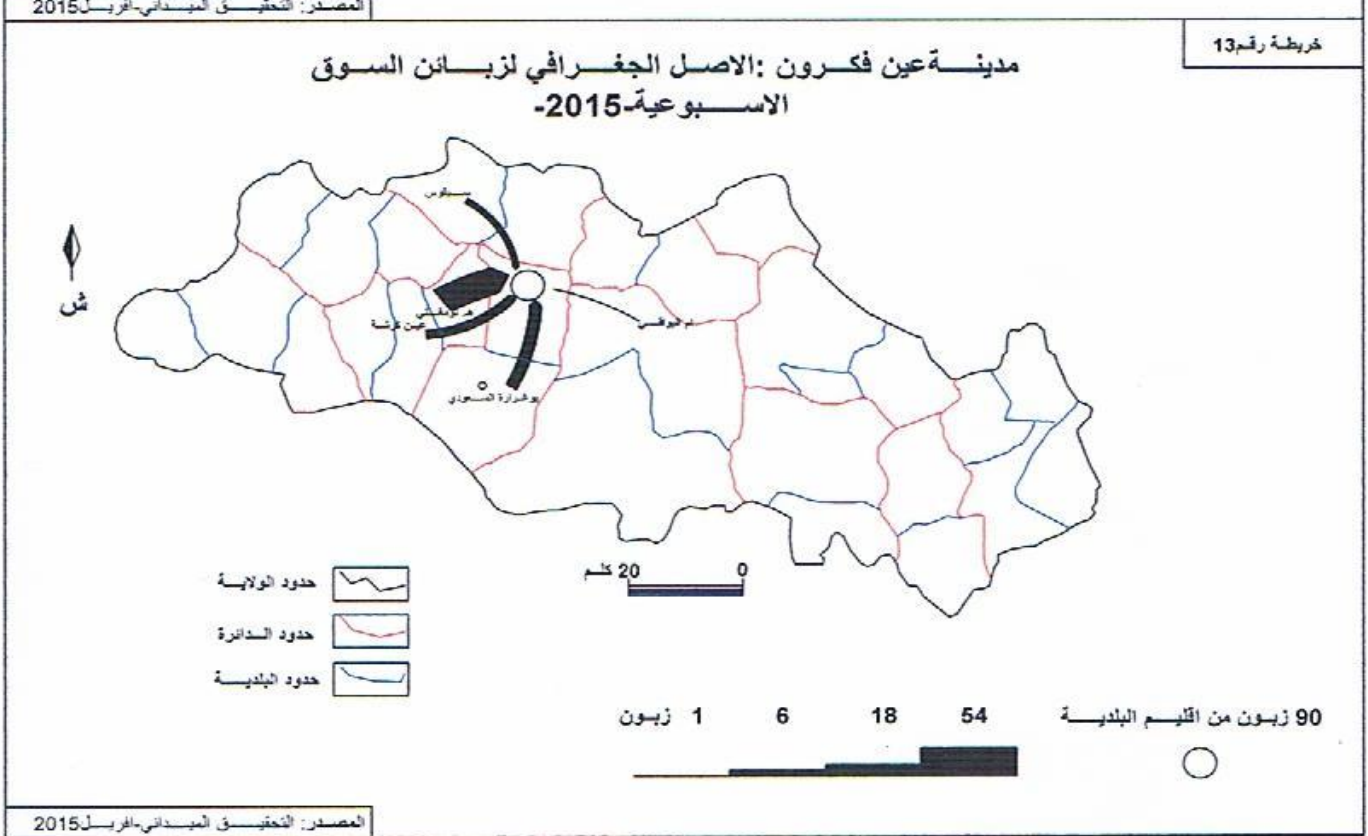 المصدر: التحقيق الميداني-افريل2015
خريطة رقم13
مدينة عين فكرون :الاصل الجغرافي لزبائن السوق
الاسبوعية-2015-
سيقوس
ش
عين كرشة
ام البواقي
بوغرارة السعودي
20 كلم 0
حدود الولاية
حدود الدائرة
حدود البلدية
90 زبون من اقليم البلدية
54 18 6 1 زبون
المصدر: التحقيق الميداني-افريل2015